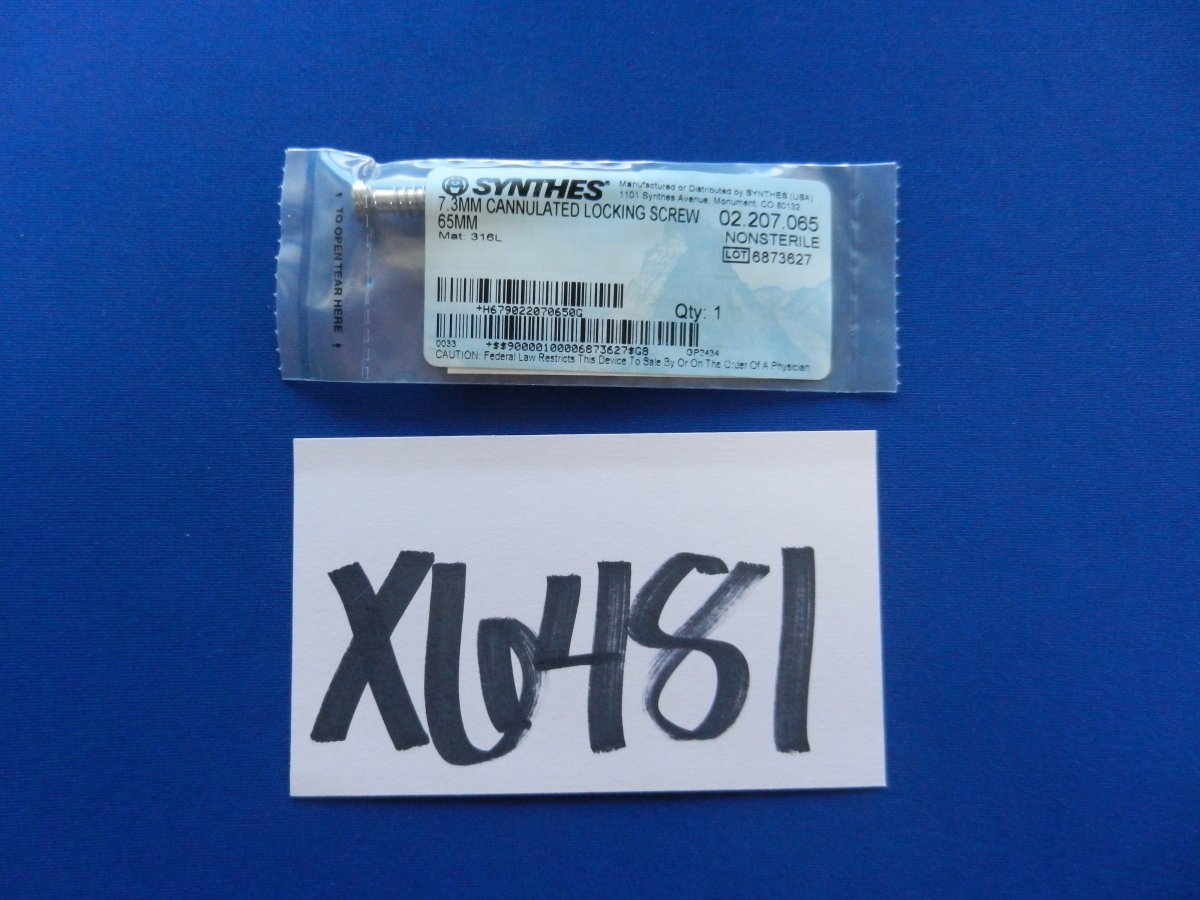 SYNTHES®
Manufactured or Distributed by SYNTHES (USA)
1101 Synthes Avenue, Monument, CO 80132
7.3MM CANNULATED LOCKING SCREW
65MM
02.207.065
Mat: 316L
NONSTERILE
LOT 6873627
Qty: 1
*H679022070650G
0033
+$$90000100006873627$G8
GP2434
CAUTION: Federal Law Restricts This Device To Sale By Or On The Order Of A Physician.
↑ TO OPEN TEAR HERE ↑
X6481